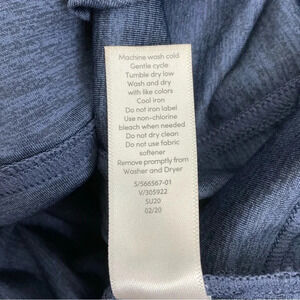 Machine wash cold
Gentle cycle
Tumble dry low
Wash and dry
with like colors
Cool iron
Do not iron label
Use non-chlorine
bleach when needed
Do not dry clean
Do not use fabric
softener
Remove promptly from
Washer and Dryer
S/566567-01
V/305922
SU20
02/20